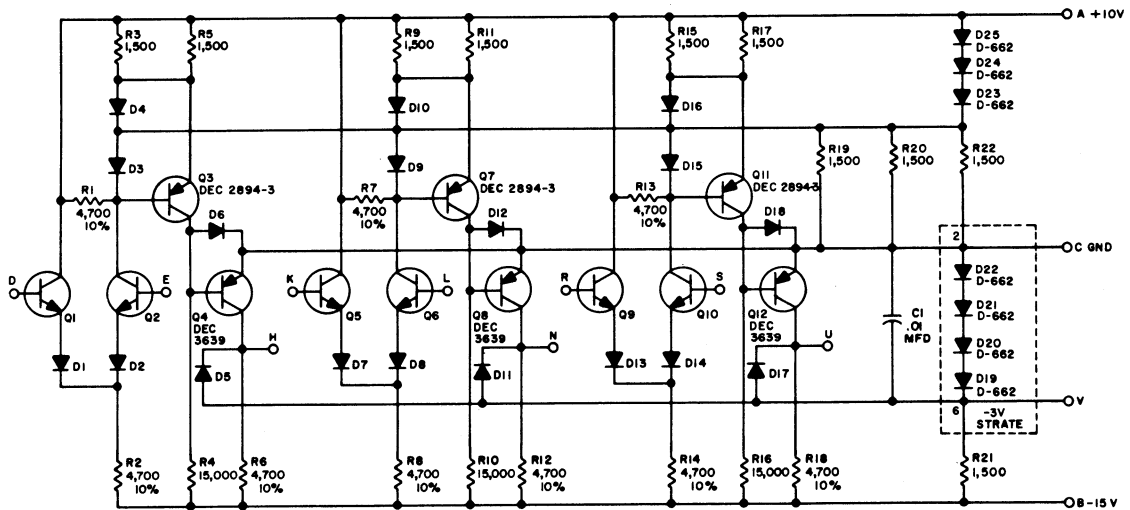 A +10V
R3
1,500
R5
1,500
R9
1,500
R11
1,500
R15
1,500
R17
1,500
D25
D-662
D24
D-662
D23
D-662
D4
D10
D16
D3
D9
D15
R19
1,500
R20
1,500
R22
1,500
R1
4,700
10%
Q3
DEC 2894-3
D6
R7
4,700
10%
Q7
DEC 2894-3
D12
R13
4,700
10%
Q11
DEC 2894-3
D18
2
C GND
D
Q1
E
Q2
Q4
DEC
3639
K
Q5
L
Q6
Q8
DEC
3639
R
Q9
S
Q10
Q12
DEC
3639
C1
.01
MFD
D22
D-662
D21
D-662
D20
D-662
D19
D-662
H
N
U
D1
D2
D5
D7
D8
D11
D13
D14
D17
6
-3V
STRATE
V
R2
4,700
10%
R4
15,000
R6
4,700
10%
R8
4,700
10%
R10
15,000
R12
4,700
10%
R14
4,700
10%
R16
15,000
R18
4,700
10%
R21
1,500
B-15V